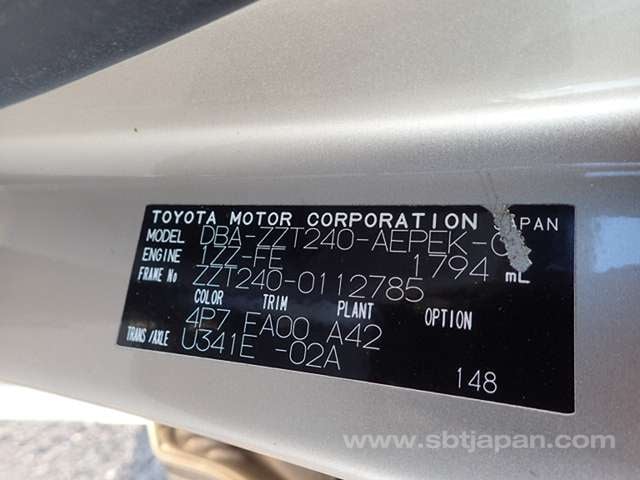 TOYOTA MOTOR CORPORATION JAPAN
MODEL DBA-ZZT240-AEPEK-
ENGINE 1ZZ-FE 1794 mL
FRAME No ZZT240-0112785
COLOR TRIM PLANT OPTION
4P7 FA00 A42
TRANS/AXLE U341E -02A
148
www.sbtjapan.com